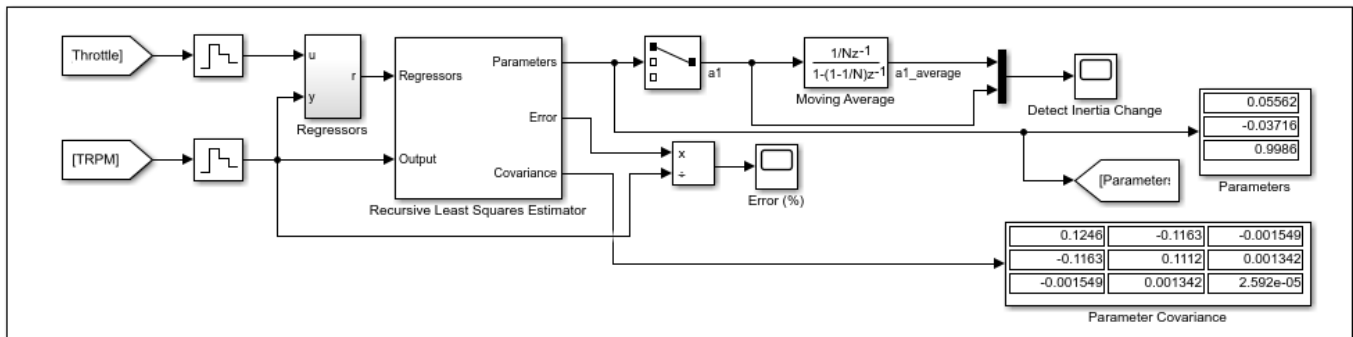 Throttle]
u
y
r
Regressors
[TRPM]
Regressors
Output
Parameters
Error
Covariance
Recursive Least Squares Estimator
a1
1/Nz-1
1-(1-1/N)z-1
Moving Average
a1_average
Detect Inertia Change
x
÷
Error (%)
0.05562
-0.03716
0.9986
Parameters
[Parameters
0.1246 -0.1163 -0.001549
-0.1163 0.1112 0.001342
-0.001549 0.001342 2.592e-05
Parameter Covariance